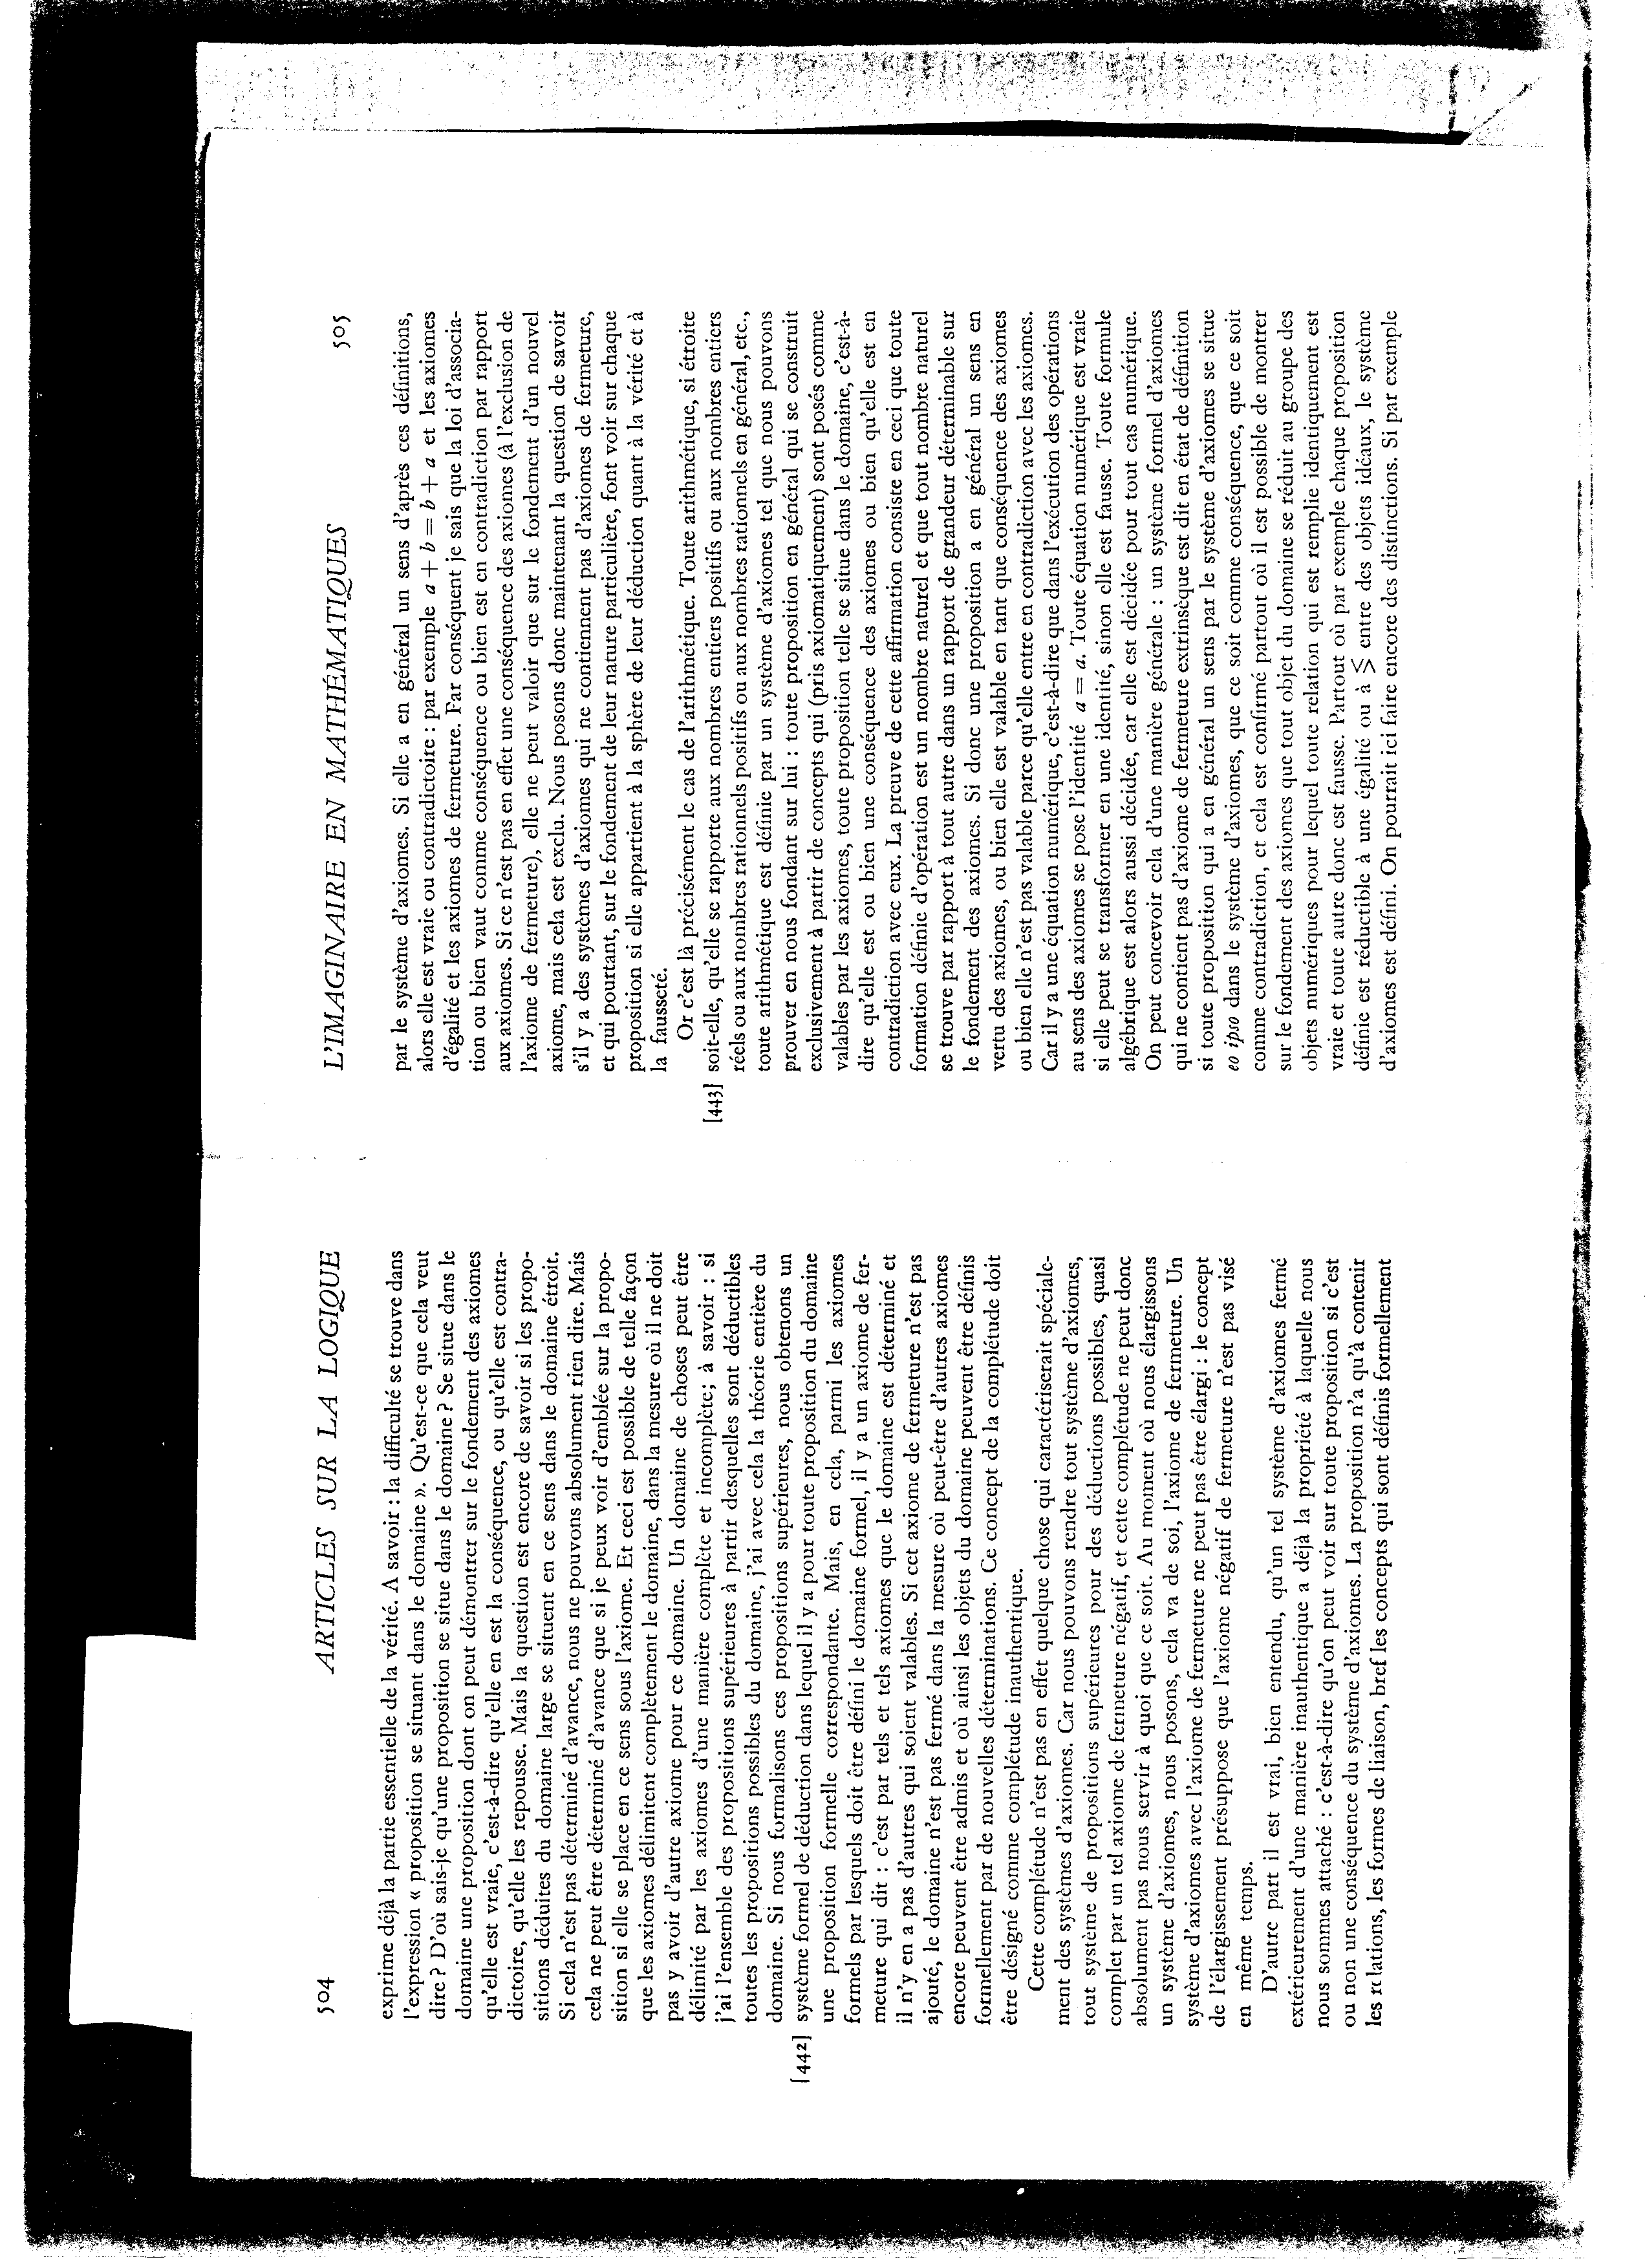 504 ARTICLES SUR LA LOGIQUE
exprime déjà la partie essentielle de la vérité. A savoir : la difficulté se trouve dans
l'expression « proposition se situant dans le domaine ». Qu'est-ce que cela veut
dire ? D'où sais-je qu'une proposition se situe dans le domaine ? Se situe dans le
domaine une proposition dont on peut démontrer sur le fondement des axiomes
qu'elle est vraie, c'est-à-dire qu'elle en est la conséquence, ou qu'elle est contra-
dictoire, qu'elle les repousse. Mais la question est encore de savoir si les propo-
sitions déduites du domaine large se situent en ce sens dans le domaine étroit.
Si cela n'est pas déterminé d'avance, nous ne pouvons absolument rien dire. Mais
cela ne peut être déterminé d'avance que si je peux voir d'emblée sur la propo-
sition si elle se place en ce sens sous l'axiome. Et ceci est possible de telle façon
que les axiomes délimitent complètement le domaine, dans la mesure où il ne doit
pas y avoir d'autre axiome pour ce domaine. Un domaine de choses peut être
délimité par les axiomes d'une manière complète et incomplète; à savoir : si
j'ai l'ensemble des propositions supérieures à partir desquelles sont déductibles
toutes les propositions possibles du domaine, j'ai avec cela la théorie entière du
domaine. Si nous formalisons ces propositions supérieures, nous obtenons un
[442] système formel de déduction dans lequel il y a pour toute proposition du domaine
une proposition formelle correspondante. Mais, en cela, parmi les axiomes
formels par lesquels doit être défini le domaine formel, il y a un axiome de fer-
meture qui dit : c'est par tels et tels axiomes que le domaine est déterminé et
il n'y en a pas d'autres qui soient valables. Si cet axiome de fermeture n'est pas
ajouté, le domaine n'est pas fermé dans la mesure où peut-être d'autres axiomes
encore peuvent être admis et où ainsi les objets du domaine peuvent être définis
formellement par de nouvelles déterminations. Ce concept de la complétude doit
être désigné comme complétude inauthentique.
Cette complétude n'est pas en effet quelque chose qui caractériserait spéciale-
ment des systèmes d'axiomes. Car nous pouvons rendre tout système d'axiomes,
tout système de propositions supérieures pour des déductions possibles, quasi
complet par un tel axiome de fermeture négatif, et cette complétude ne peut donc
absolument pas nous servir à quoi que ce soit. Au moment où nous élargissons
un système d'axiomes, nous posons, cela va de soi, l'axiome de fermeture. Un
système d'axiomes avec l'axiome de fermeture ne peut pas être élargi : le concept
de l'élargissement présuppose que l'axiome négatif de fermeture n'est pas visé
en même temps.
D'autre part il est vrai, bien entendu, qu'un tel système d'axiomes fermé
extérieurement d'une manière inauthentique a déjà la propriété à laquelle nous
nous sommes attaché : c'est-à-dire qu'on peut voir sur toute proposition si c'est
ou non une conséquence du système d'axiomes. La proposition n'a qu'à contenir
les relations, les formes de liaison, bref les concepts qui sont définis formellement
L'IMAGINAIRE EN MATHÉMATIQUES 505
par le système d'axiomes. Si elle a en général un sens d'après ces définitions,
alors elle est vraie ou contradictoire : par exemple a + b = b + a et les axiomes
d'égalité et les axiomes de fermeture. Par conséquent je sais que la loi d'associa-
tion ou bien vaut comme conséquence ou bien est en contradiction par rapport
aux axiomes. Si ce n'est pas en effet une conséquence des axiomes (à l'exclusion de
l'axiome de fermeture), elle ne peut valoir que sur le fondement d'un nouvel
axiome, mais cela est exclu. Nous posons donc maintenant la question de savoir
s'il y a des systèmes d'axiomes qui ne contiennent pas d'axiomes de fermeture,
et qui pourtant, sur le fondement de leur nature particulière, font voir sur chaque
proposition si elle appartient à la sphère de leur déduction quant à la vérité et à
la fausseté.
Or c'est là précisément le cas de l'arithmétique. Toute arithmétique, si étroite
[443] soit-elle, qu'elle se rapporte aux nombres entiers positifs ou aux nombres entiers
réels ou aux nombres rationnels positifs ou aux nombres rationnels en général, etc.,
toute arithmétique est définie par un système d'axiomes tel que nous pouvons
prouver en nous fondant sur lui : toute proposition en général qui se construit
exclusivement à partir de concepts qui (pris axiomatiquement) sont posés comme
valables par les axiomes, toute proposition telle se situe dans le domaine, c'est-à-
dire qu'elle est ou bien une conséquence des axiomes ou bien qu'elle est en
contradiction avec eux. La preuve de cette affirmation consiste en ceci que toute
formation définie d'opération est un nombre naturel et que tout nombre naturel
se trouve par rapport à tout autre dans un rapport de grandeur déterminable sur
le fondement des axiomes. Si donc une proposition a en général un sens en
vertu des axiomes, ou bien elle est valable en tant que conséquence des axiomes
ou bien elle n'est pas valable parce qu'elle entre en contradiction avec les axiomes.
Car il y a une équation numérique, c'est-à-dire que dans l'exécution des opérations
au sens des axiomes se pose l'identité a = a. Toute équation numérique est vraie
si elle peut se transformer en une identité, sinon elle est fausse. Toute formule
algébrique est alors aussi décidée, car elle est décidée pour tout cas numérique.
On peut concevoir cela d'une manière générale : un système formel d'axiomes
qui ne contient pas d'axiome de fermeture extrinsèque est dit en état de définition
si toute proposition qui a en général un sens par le système d'axiomes se situe
eo ipso dans le système d'axiomes, que ce soit comme conséquence, que ce soit
comme contradiction, et cela est confirmé partout où il est possible de montrer
sur le fondement des axiomes que tout objet du domaine se réduit au groupe des
objets numériques pour lequel toute relation qui est remplie identiquement est
vraie et toute autre donc est fausse. Partout où par exemple chaque proposition
définie est réductible à une égalité ou à ≶ entre des objets idéaux, le système
d'axiomes est défini. On pourrait ici faire encore des distinctions. Si par exemple